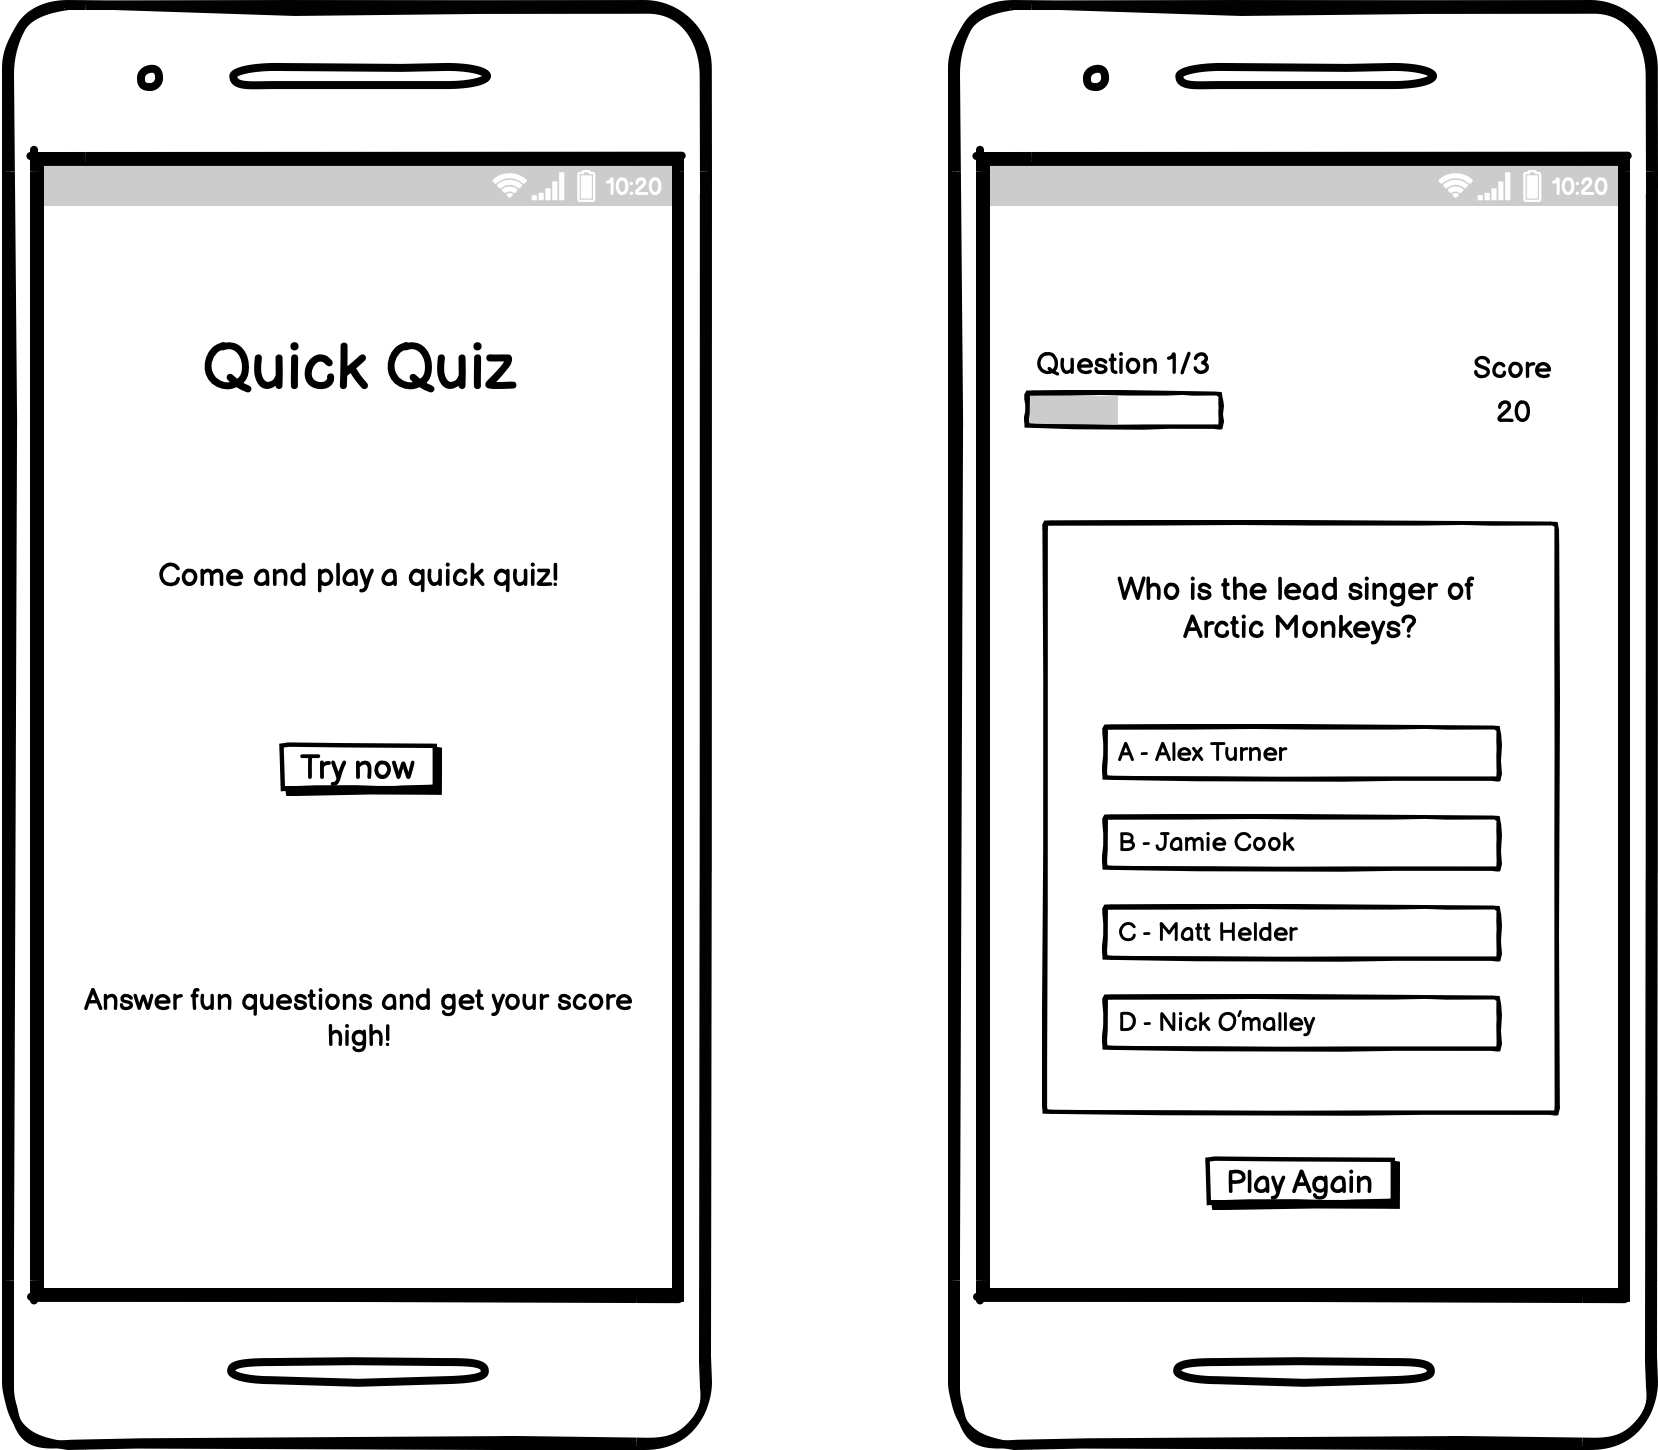 10:20
Quick Quiz
Come and play a quick quiz!
Try now
Answer fun questions and get your score
high!
10:20
Question 1/3
Score
20
Who is the lead singer of
Arctic Monkeys?
A - Alex Turner
B - Jamie Cook
C - Matt Helder
D - Nick O'malley
Play Again